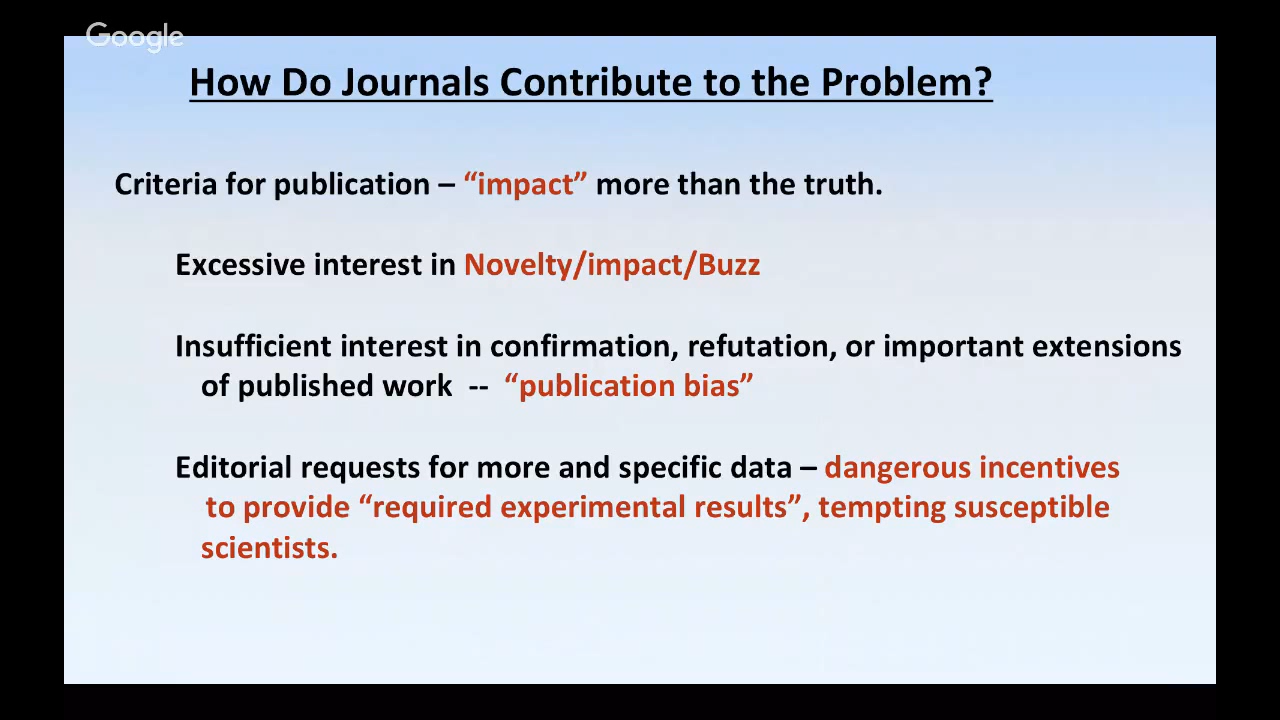 Google
How Do Journals Contribute to the Problem?
Criteria for publication – “impact” more than the truth.
Excessive interest in Novelty/impact/Buzz
Insufficient interest in confirmation, refutation, or important extensions
of published work -- “publication bias”
Editorial requests for more and specific data – dangerous incentives
to provide “required experimental results”, tempting susceptible
scientists.